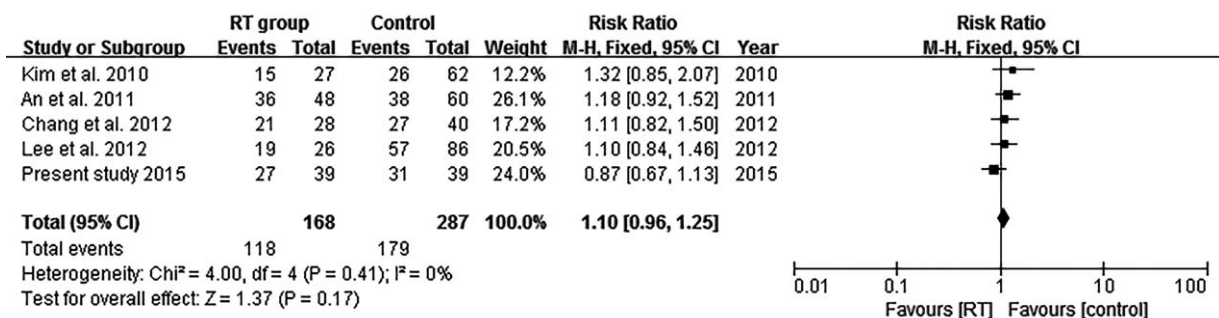 RT group Control Risk Ratio Risk Ratio
Study or Subgroup Events Total Events Total Weight M-H, Fixed, 95% CI Year M-H, Fixed, 95% CI
Kim et al. 2010 15 27 26 62 12.2% 1.32 [0.85, 2.07] 2010
An et al. 2011 36 48 38 60 26.1% 1.18 [0.92, 1.52] 2011
Chang et al. 2012 21 28 27 40 17.2% 1.11 [0.82, 1.50] 2012
Lee et al. 2012 19 26 57 86 20.5% 1.10 [0.84, 1.46] 2012
Present study 2015 27 39 31 39 24.0% 0.87 [0.67, 1.13] 2015
Total (95% CI) 168 287 100.0% 1.10 [0.96, 1.25]
Total events 118 179
Heterogeneity: Chi² = 4.00, df = 4 (P = 0.41); I² = 0%
Test for overall effect: Z = 1.37 (P = 0.17)
0.01 0.1 1 10 100
Favours [RT] Favours [control]